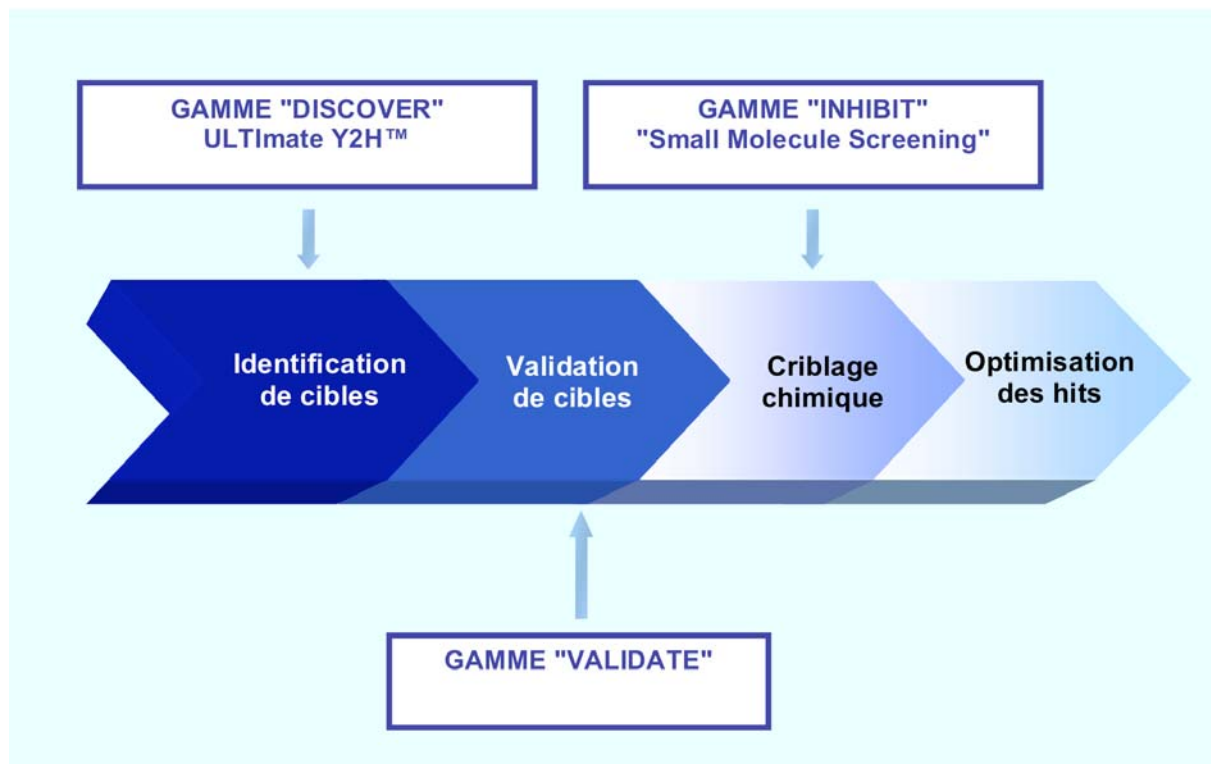 GAMME "DISCOVER"
ULTImate Y2H™
GAMME "INHIBIT"
"Small Molecule Screening"
Identification
de cibles
Validation
de cibles
Criblage
chimique
Optimisation
des hits
GAMME "VALIDATE"